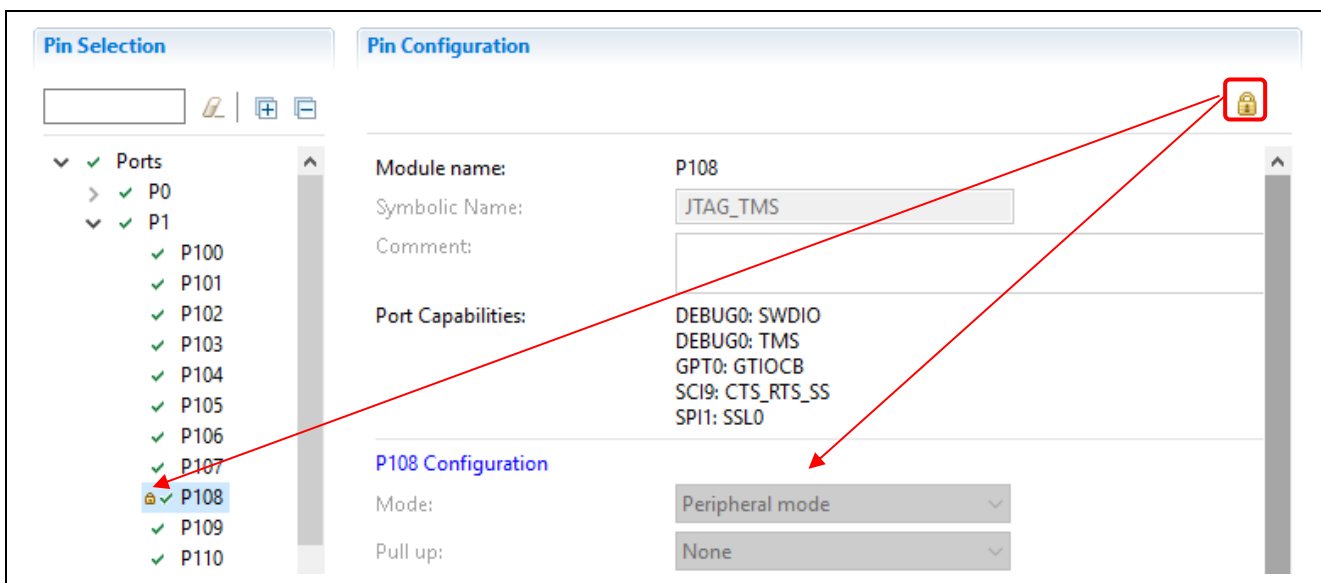 Pin Selection
Ports
P0
P1
P100
P101
P102
P103
P104
P105
P106
P107
P108
P109
P110
Pin Configuration
Module name: P108
Symbolic Name: JTAG_TMS
Comment:
Port Capabilities: DEBUG0: SWDIO
DEBUG0: TMS
GPT0: GTIOCB
SCI9: CTS_RTS_SS
SPI1: SSL0
P108 Configuration
Mode: Peripheral mode
Pull up: None